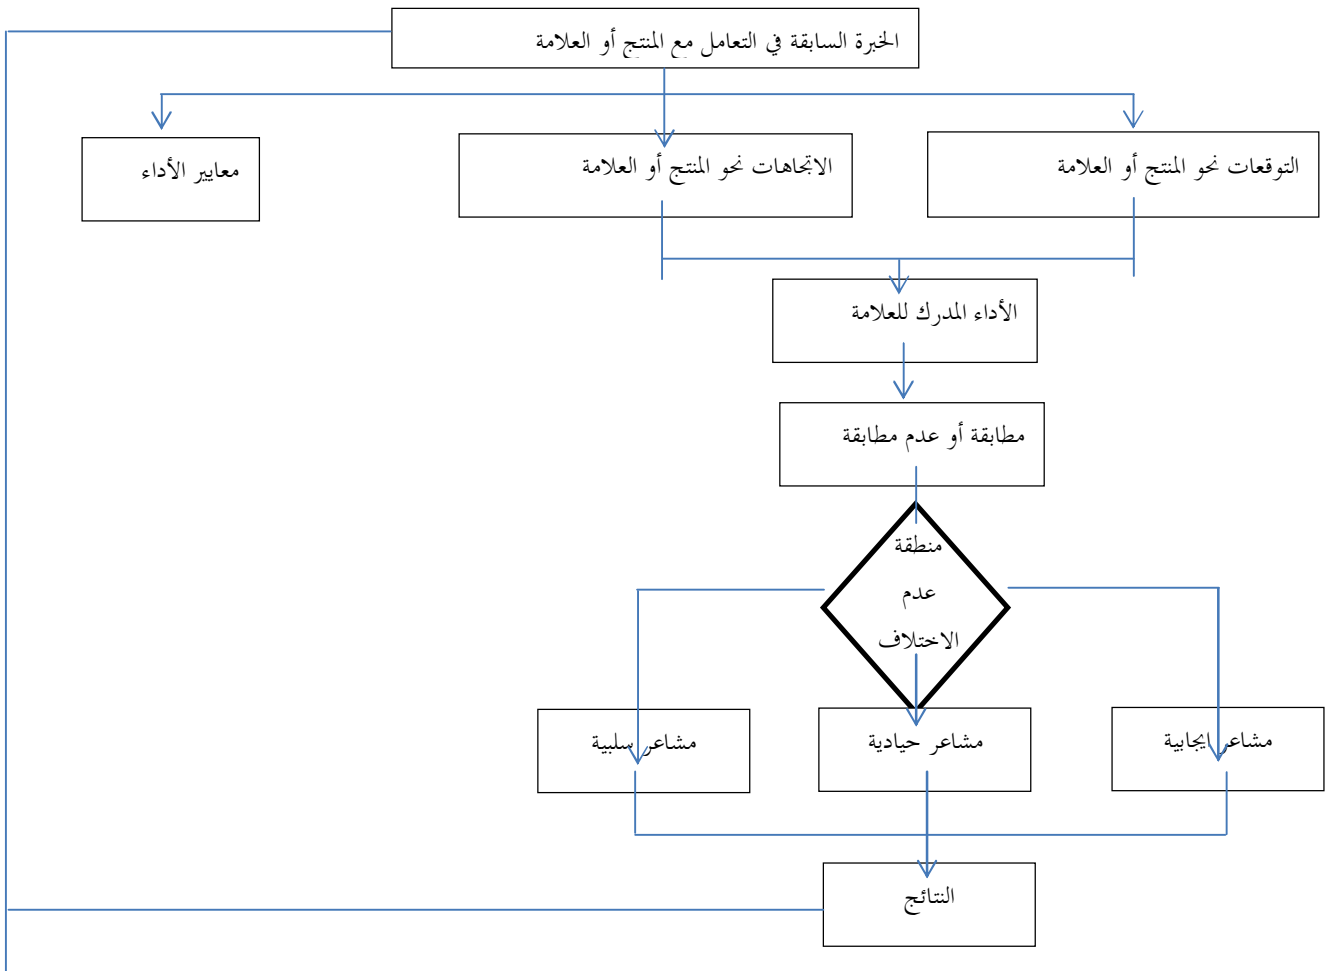 الخبرة السابقة في التعامل مع المنتج أو العلامة
التوقعات نحو المنتج أو العلامة
الاتجاهات نحو المنتج أو العلامة
معايير الأداء
الأداء المدرك للعلامة
مطابقة أو عدم مطابقة
منطقة
عدم
الاختلاف
مشاعر ايجابية
مشاعر حيادية
مشاعر سلبية
النتائج